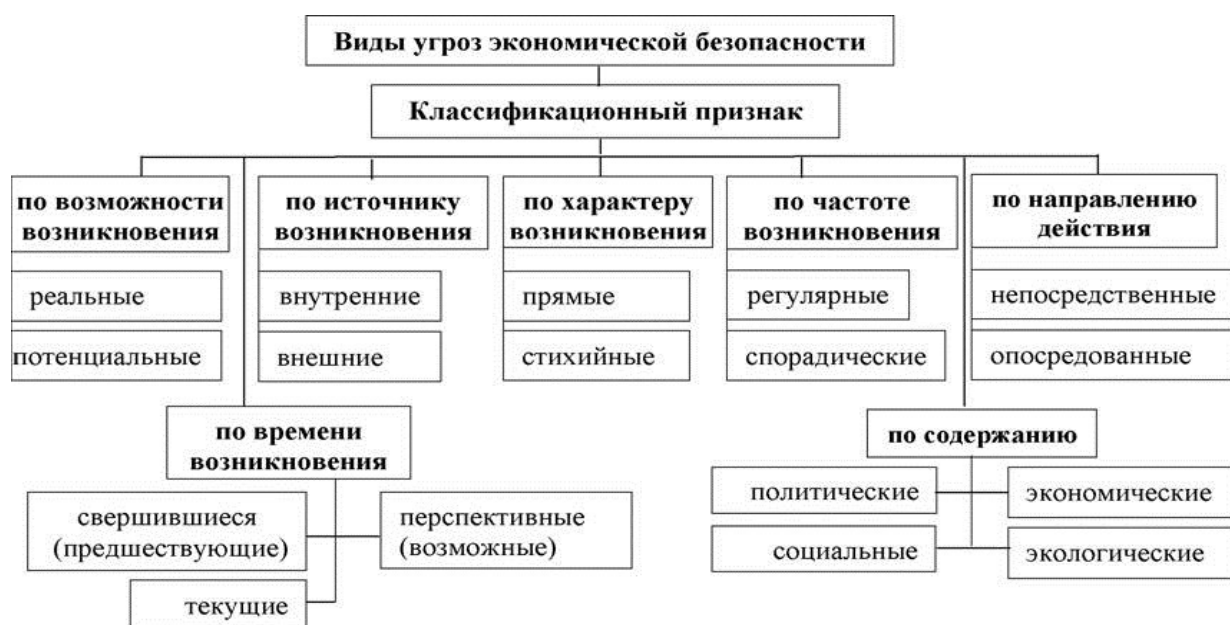 Виды угроз экономической безопасности
Классификационный признак
по возможности
возникновения
реальные
потенциальные
по источнику
возникновения
внутренние
внешние
по характеру
возникновения
прямые
стихийные
по частоте
возникновения
регулярные
спорадические
по направлению
действия
непосредственные
опосредованные
по времени
возникновения
свершившиеся
(предшествующие)
перспективные
(возможные)
текущие
по содержанию
политические
экономические
социальные
экологические